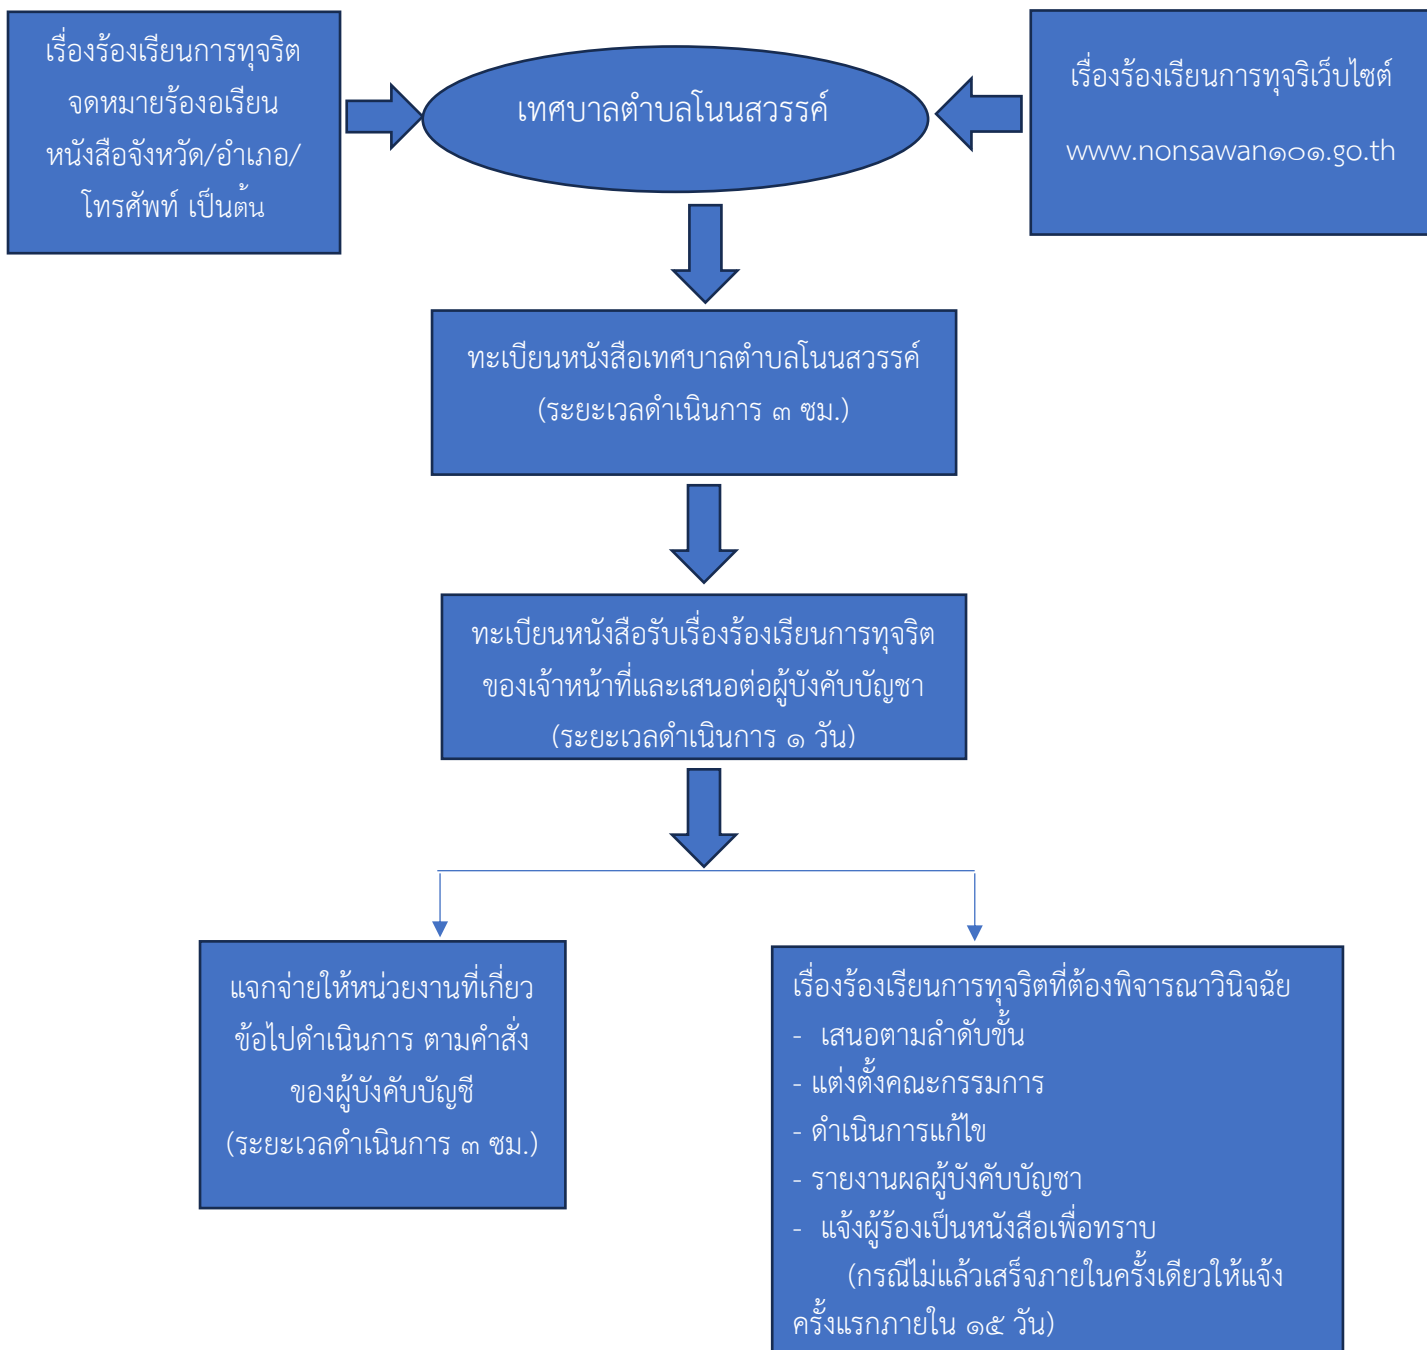 เรื่องร้องเรียนการทุจริต
จดหมายร้องอเรียน
หนังสือจังหวัด/อำเภอ/
โทรศัพท์ เป็นต้น
เทศบาลตำบลโนนสวรรค์
เรื่องร้องเรียนการทุจริเว็บไซต์
www.nonsawan๑๐๑.go.th
ทะเบียนหนังสือเทศบาลตำบลโนนสวรรค์
(ระยะเวลดำเนินการ ๓ ซม.)
ทะเบียนหนังสือรับเรื่องร้องเรียนการทุจริต
ของเจ้าหน้าที่และเสนอต่อผู้บังคับบัญชา
(ระยะเวลดำเนินการ ๑ วัน)
แจกจ่ายให้หน่วยงานที่เกี่ยว
ข้อไปดำเนินการ ตามคำสั่ง
ของผู้บังคับบัญชี
(ระยะเวลดำเนินการ ๓ ซม.)
เรื่องร้องเรียนการทุจริตที่ต้องพิจารณาวินิจฉัย
- เสนอตามลำดับขั้น
- แต่งตั้งคณะกรรมการ
- ดำเนินการแก้ไข
- รายงานผลผู้บังคับบัญชา
- แจ้งผู้ร้องเป็นหนังสือเพื่อทราบ
(กรณีไม่แล้วเสร็จภายในครั้งเดียวให้แจ้ง
ครั้งแรกภายใน ๑๕ วัน)